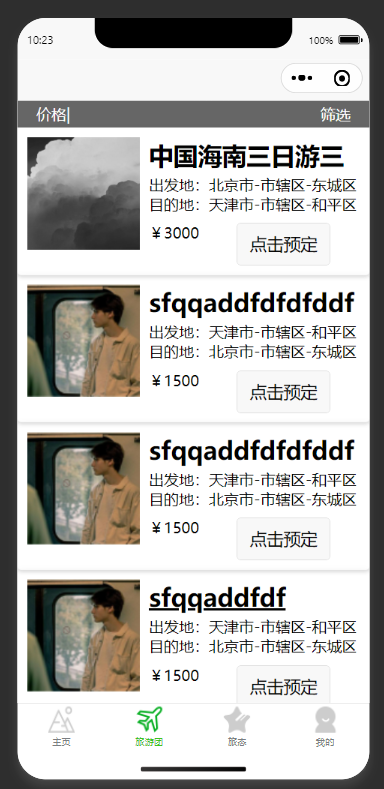 10:23 100%
价格| 筛选
中国海南三日游三
出发地：北京市-市辖区-东城区
目的地：天津市-市辖区-和平区
￥3000 点击预定
sfqqaddfdfdfddf
出发地：天津市-市辖区-和平区
目的地：北京市-市辖区-东城区
￥1500 点击预定
sfqqaddfdfdfddf
出发地：天津市-市辖区-和平区
目的地：北京市-市辖区-东城区
￥1500 点击预定
sfqqaddfdf
出发地：天津市-市辖区-和平区
目的地：北京市-市辖区-东城区
￥1500 点击预定
主页 旅游团 旅态 我的